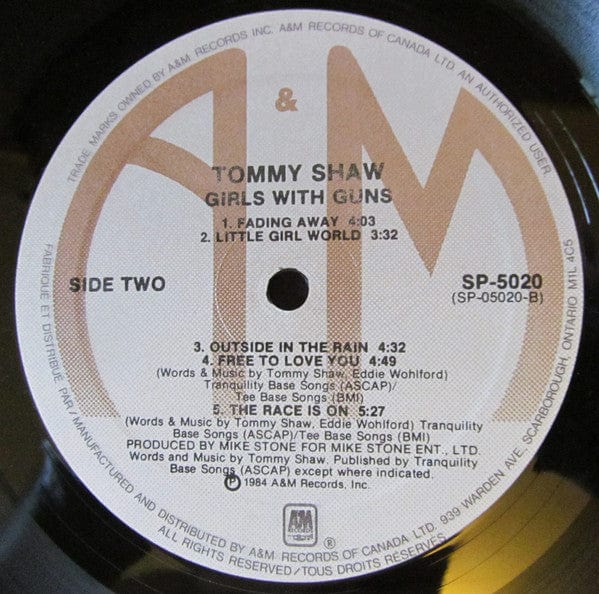 TRADE MARKS OWNED BY A&M RECORDS INC. A&M RECORDS OF CANADA LTD AN AUTHORIZED USER
A & M
TOMMY SHAW
GIRLS WITH GUNS
1. FADING AWAY 4:03
2. LITTLE GIRL WORLD 3:32
SIDE TWO
SP-5020
(SP-05020-B)
3. OUTSIDE IN THE RAIN 4:32
4. FREE TO LOVE YOU 4:49
(Words & Music by Tommy Shaw, Eddie Wohlford)
Tranquility Base Songs (ASCAP)/
Tee Base Songs (BMI)
5. THE RACE IS ON 5:27
(Words & Music by Tommy Shaw, Eddie Wohlford) Tranquility
Base Songs (ASCAP)/Tee Base Songs (BMI)
PRODUCED BY MIKE STONE FOR MIKE STONE ENT., LTD.
Words and Music by Tommy Shaw. Published by Tranquility
Base Songs (ASCAP) except where indicated.
℗ 1984 A&M Records, Inc.
A&M
RECORDS
®
FABRIQUÉ ET DISTRIBUÉ PAR/MANUFACTURED AND DISTRIBUTED BY A&M RECORDS OF CANADA LTD. 939 WARDEN AVE, SCARBOROUGH, ONTARIO M1L 4C5
ALL RIGHTS RESERVED/TOUS DROITS RÉSERVÉS